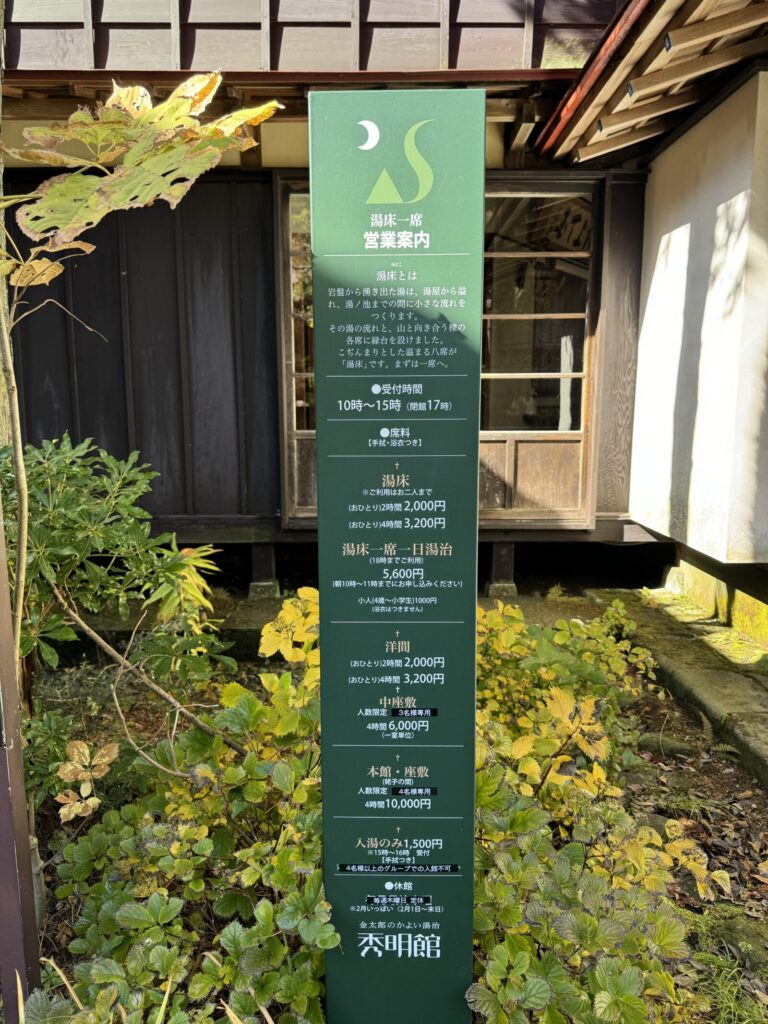 湯床一席
営業案内
ゆどこ
湯床とは
岩盤から湧き出た湯は、湯屋から溢
れ、湯ノ池までの間に小さな流れを
つくります。
その湯の流れと、山と向き合う様の
各席に縁台を設けました。
こぢんまりとした温まる八席が
「湯床」です。まずは一席へ。
●受付時間
10時～15時（閉館17時）
●席料
【手拭・浴衣つき】
湯床
※ご利用はお二人まで
(おひとり)2時間 2,000円
(おひとり)4時間 3,200円
湯床一席一日湯治
(18時までご利用)
5,600円
(朝10時～11時までにお申し込みください)
小人(4歳～小学生)1000円
(浴衣はつきません)
洋間
(おひとり)2時間 2,000円
(おひとり)4時間 3,200円
中座敷
人数限定 3名様専用
4時間 6,000円
(一室単位)
本館・座敷
(姥子の間)
人数限定 4名様専用
4時間10,000円
入湯のみ1,500円
※15時～16時 受付
【手拭つき】
4名様以上のグループでの入館不可
●休館
毎週木曜日 定休
※2月いっぱい（2月1日～末日）
金太郎のかよい湯治
秀明館